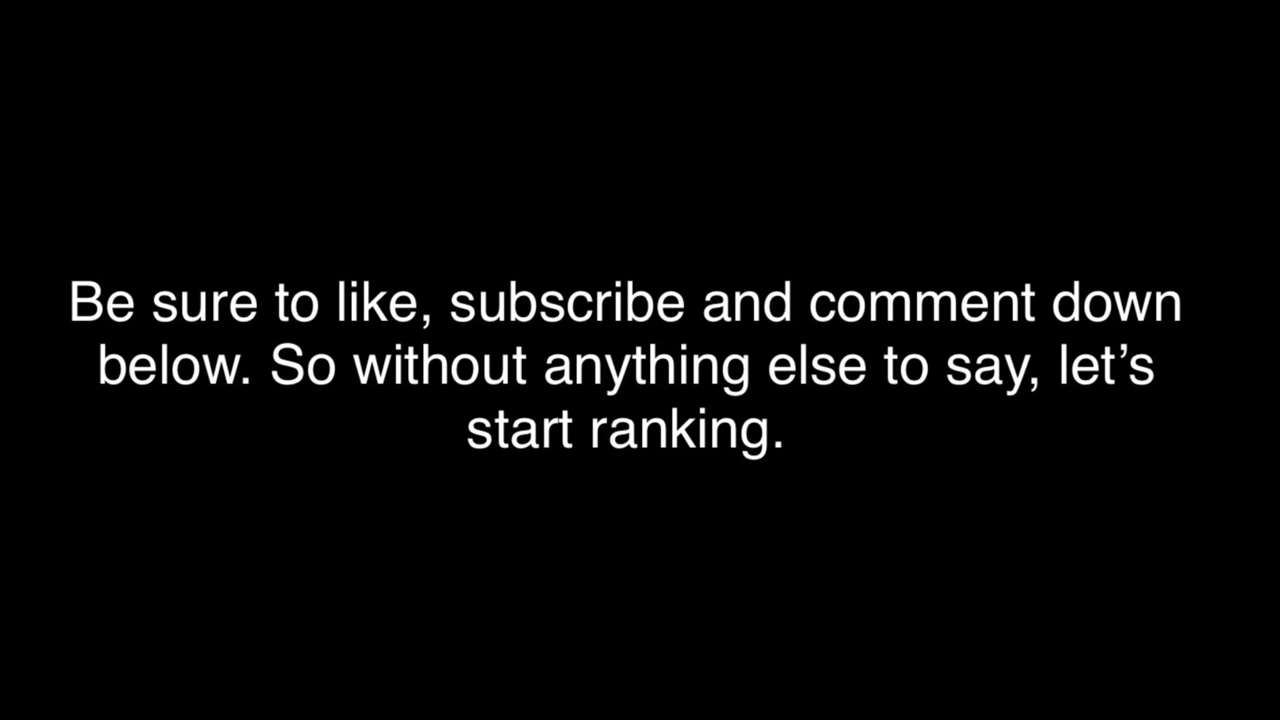 Be sure to like, subscribe and comment down
below. So without anything else to say, let’s
start ranking.